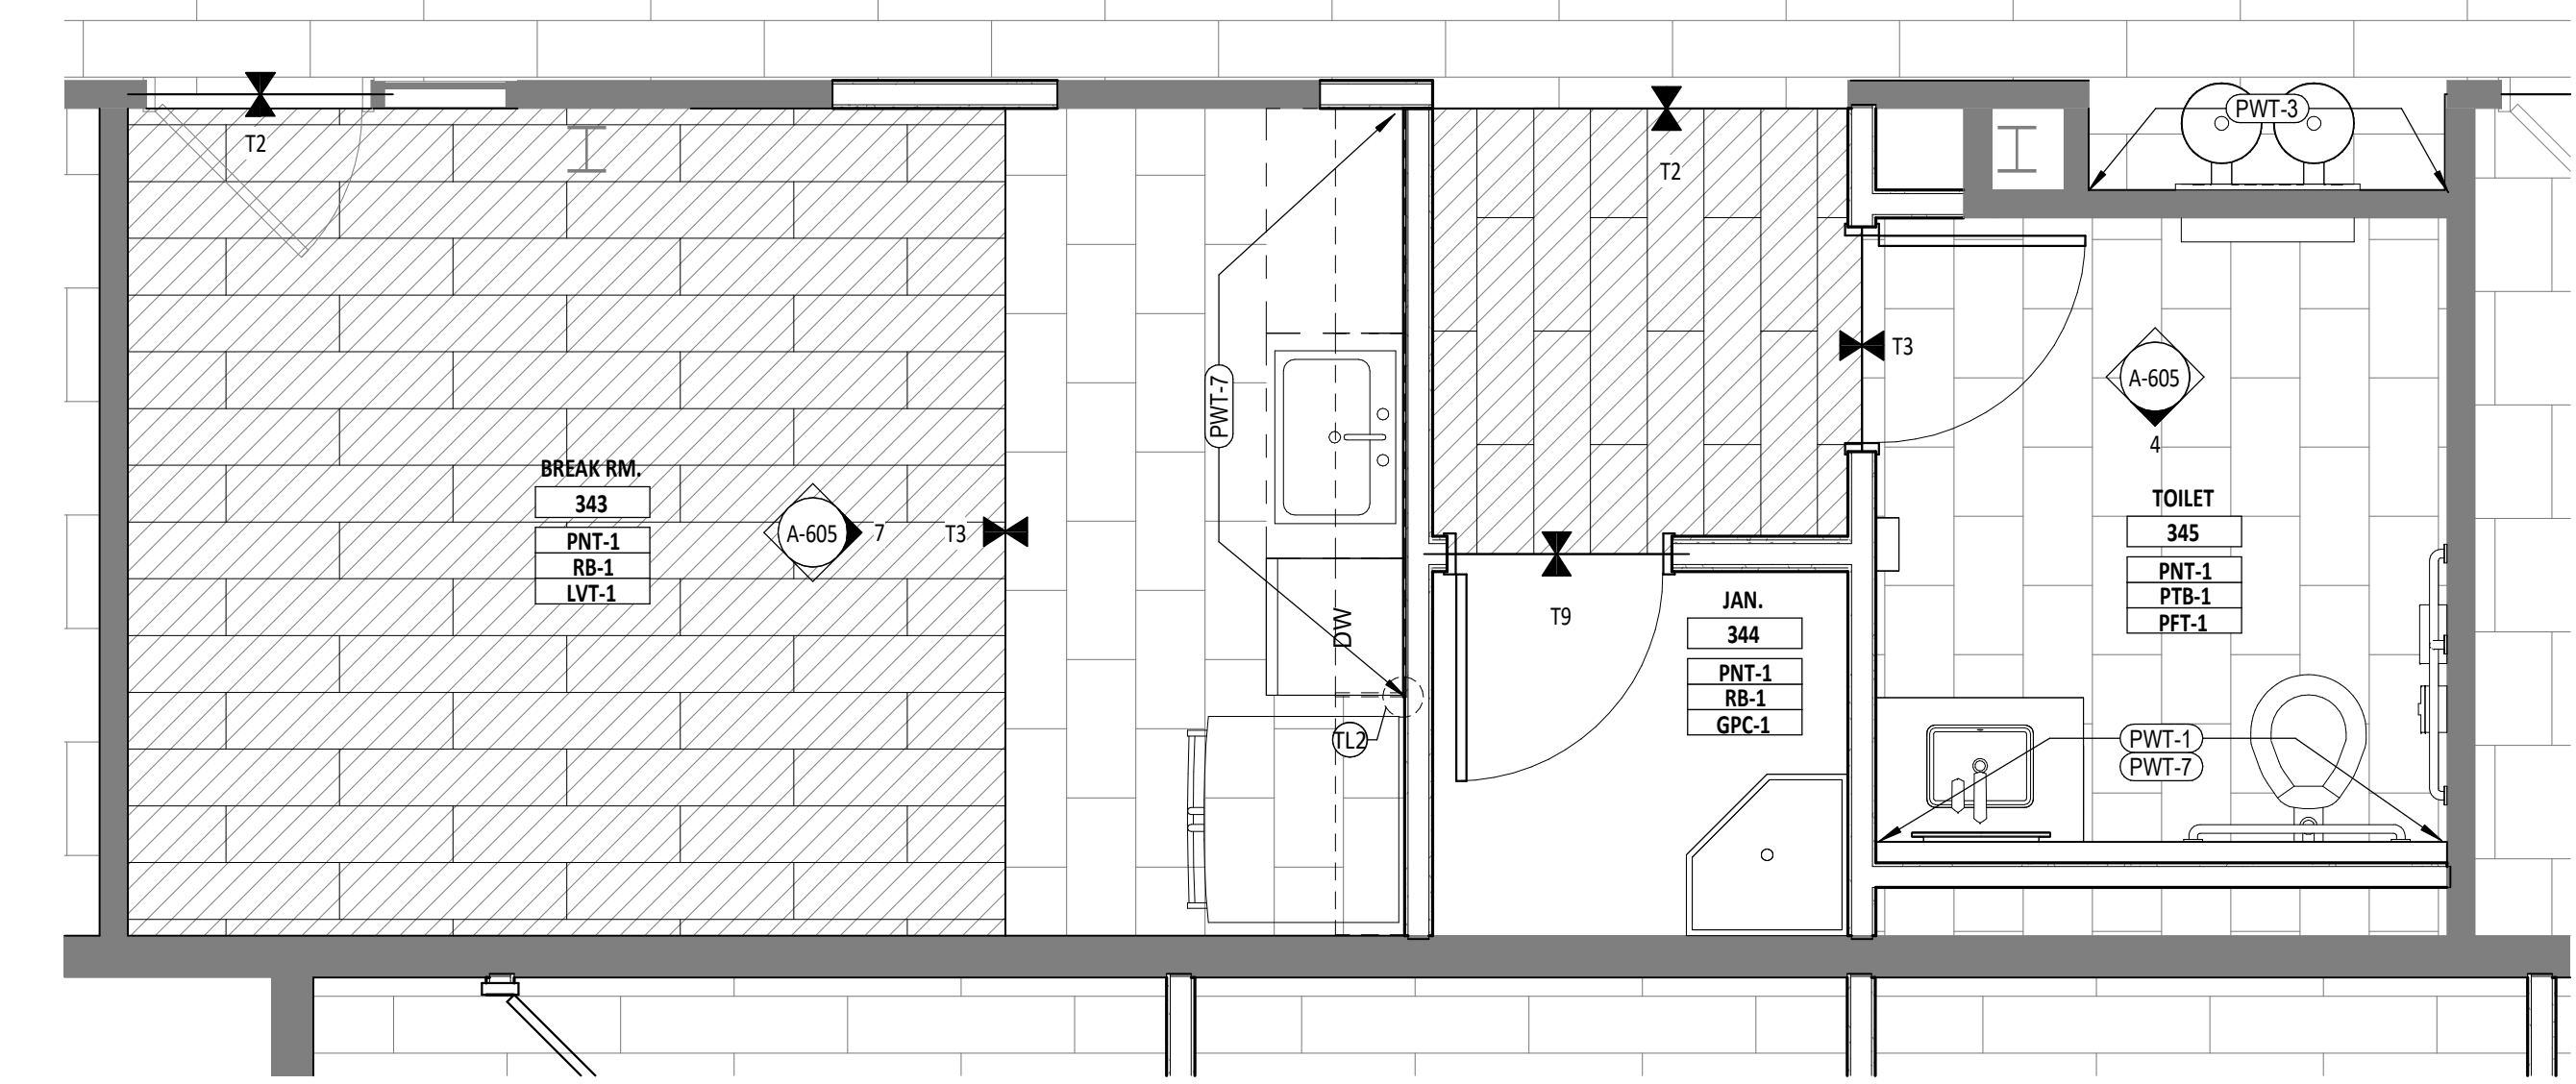 PWT-3
T2
T2
T3
PWT-7
A-605
4
BREAK RM.
343
PNT-1
RB-1
LVT-1
A-605
7
T3
TOILET
345
PNT-1
PTB-1
PFT-1
T9
DW
JAN.
344
PNT-1
RB-1
GPC-1
TL2
PWT-1
PWT-7